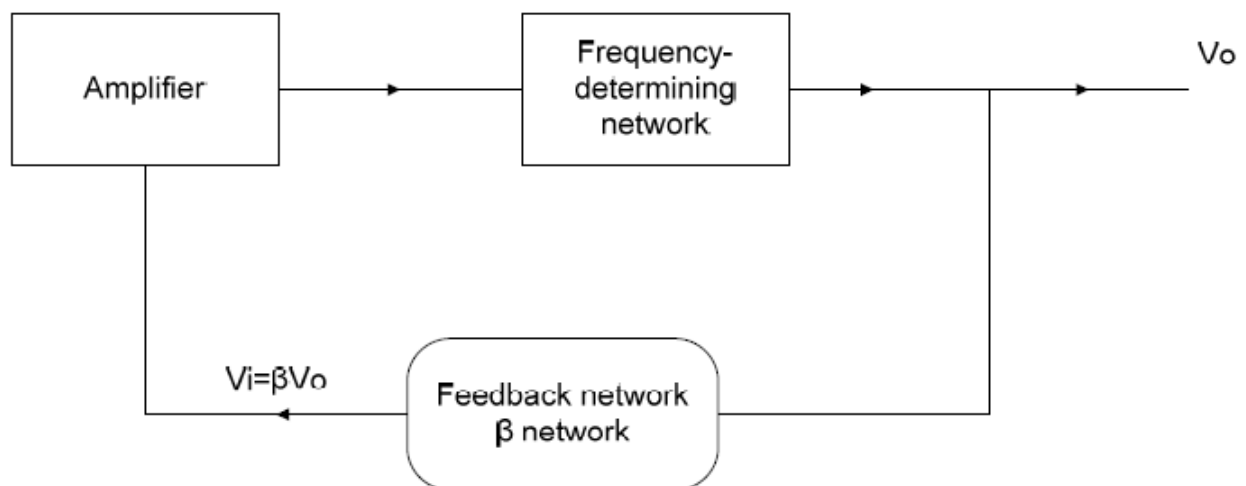 Amplifier
Frequency-
determining
network
Vo
Vi=βVo
Feedback network
β network